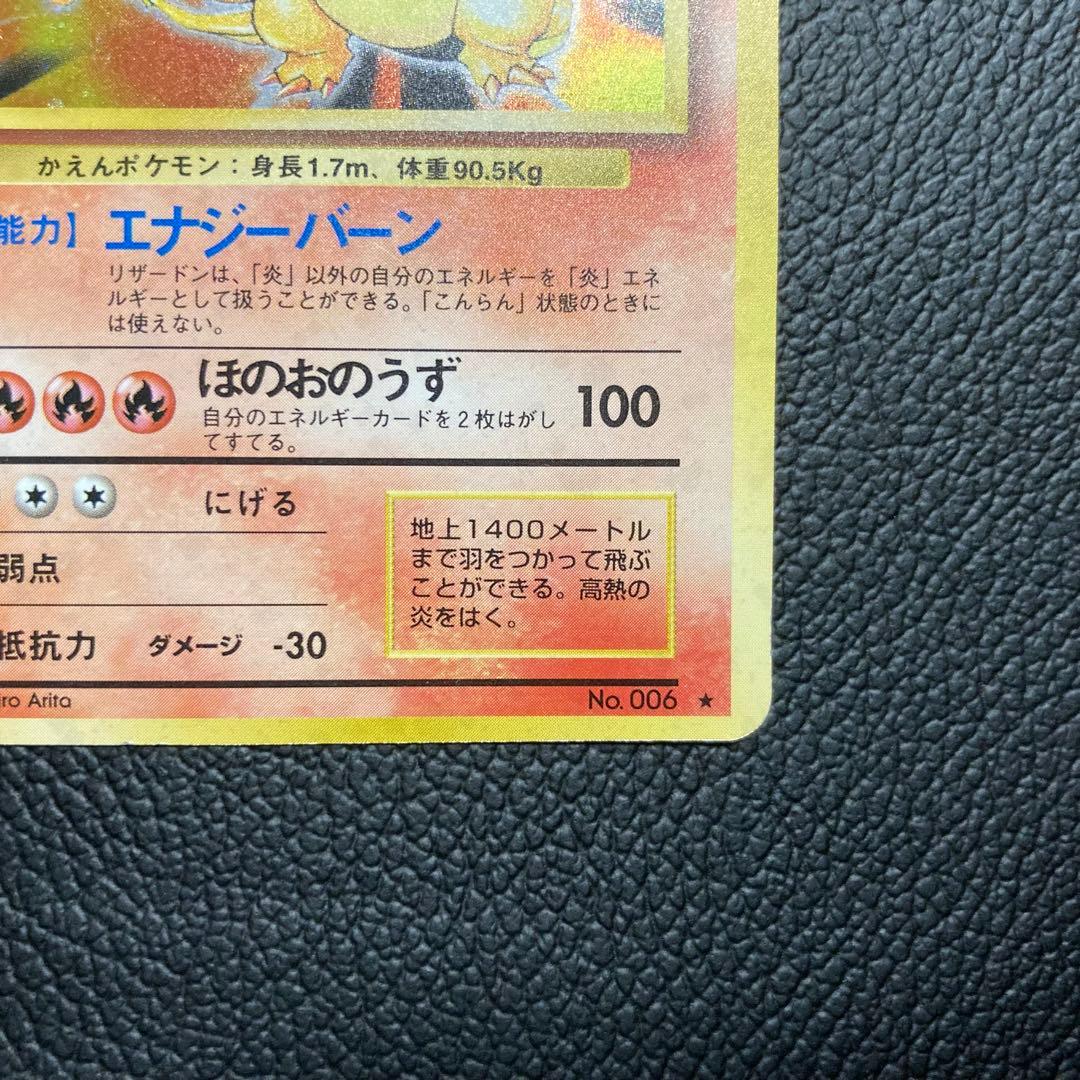 かえんポケモン：身長1.7m、体重90.5Kg
能力】エナジーバーン
リザードンは、「炎」以外の自分のエネルギーを「炎」エネ
ルギーとして扱うことができる。「こんらん」状態のときに
は使えない。
ほのおのうず 100
自分のエネルギーカードを2枚はがし
てすてる。
にげる
弱点
抵抗力 ダメージ -30
地上1400メートル
まで羽をつかって飛ぶ
ことができる。高熱の
炎をはく。
iro Arita
No. 006 ★